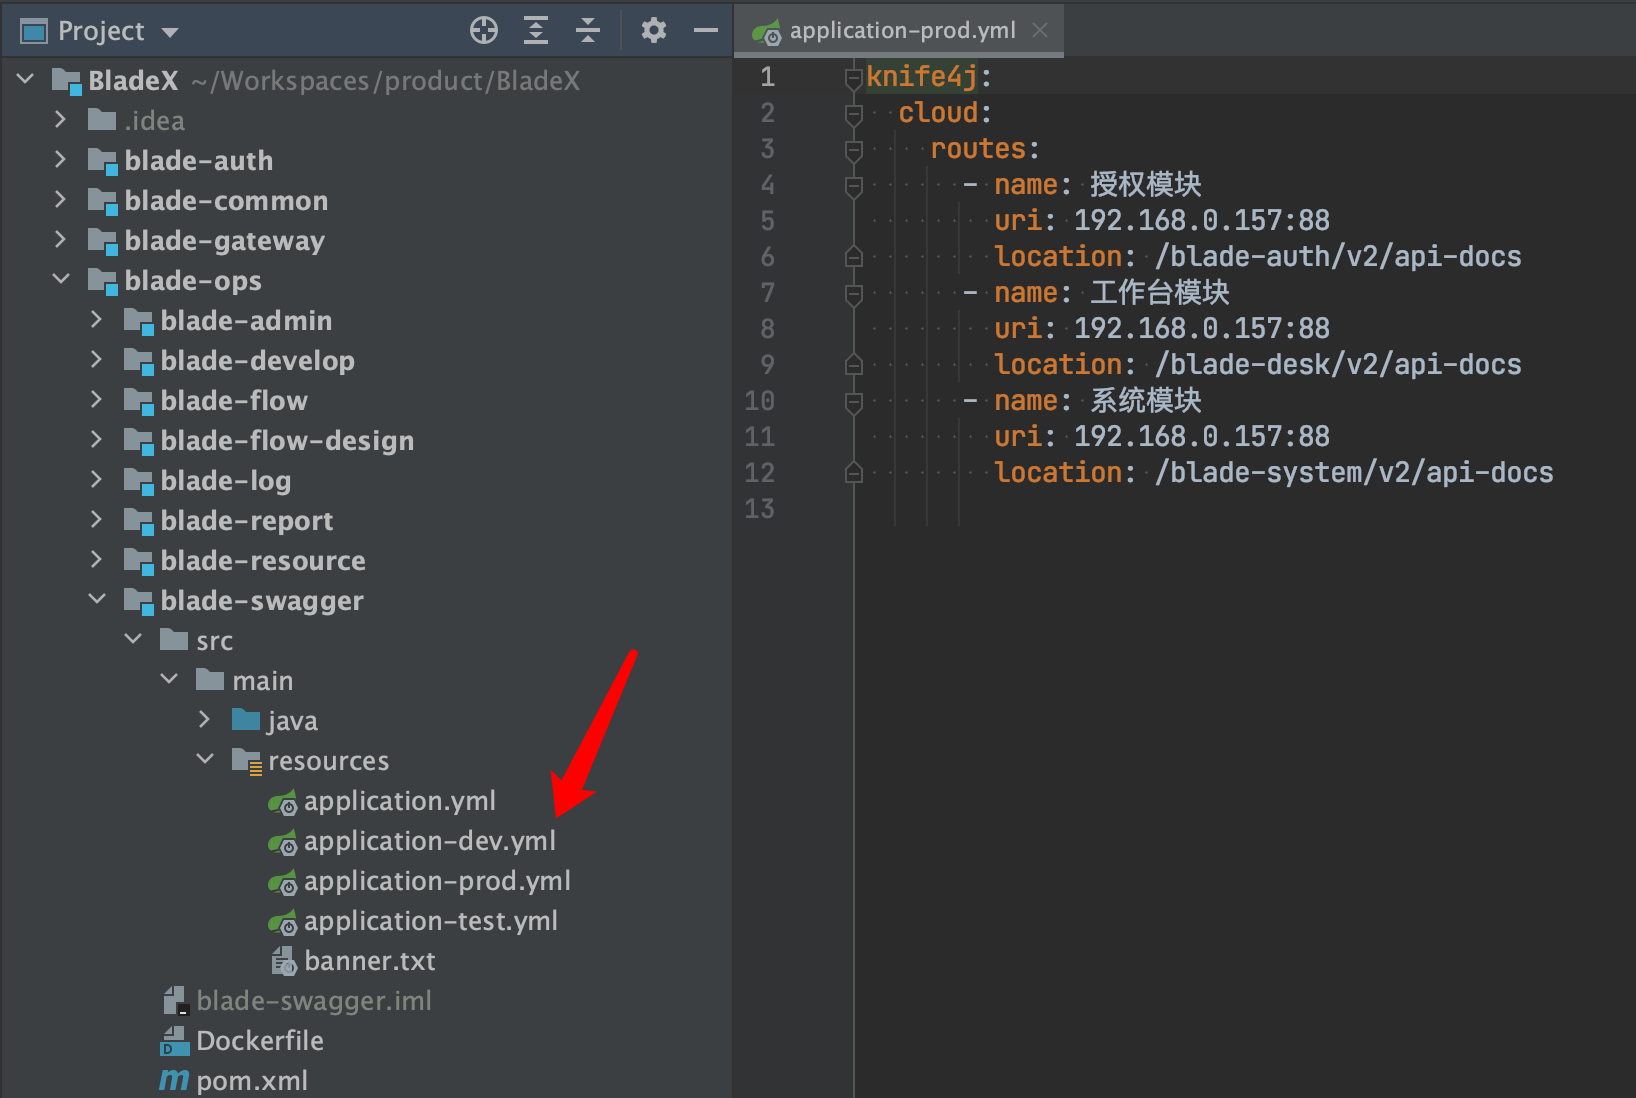 Project
BladeX ~/Workspaces/product/BladeX
.idea
blade-auth
blade-common
blade-gateway
blade-ops
blade-admin
blade-develop
blade-flow
blade-flow-design
blade-log
blade-report
blade-resource
blade-swagger
src
main
java
resources
application.yml
application-dev.yml
application-prod.yml
application-test.yml
banner.txt
blade-swagger.iml
Dockerfile
pom.xml
application-prod.yml
1 knife4j:
2 cloud:
3 routes:
4 - name: 授权模块
5 uri: 192.168.0.157:88
6 location: /blade-auth/v2/api-docs
7 - name: 工作台模块
8 uri: 192.168.0.157:88
9 location: /blade-desk/v2/api-docs
10 - name: 系统模块
11 uri: 192.168.0.157:88
12 location: /blade-system/v2/api-docs
13